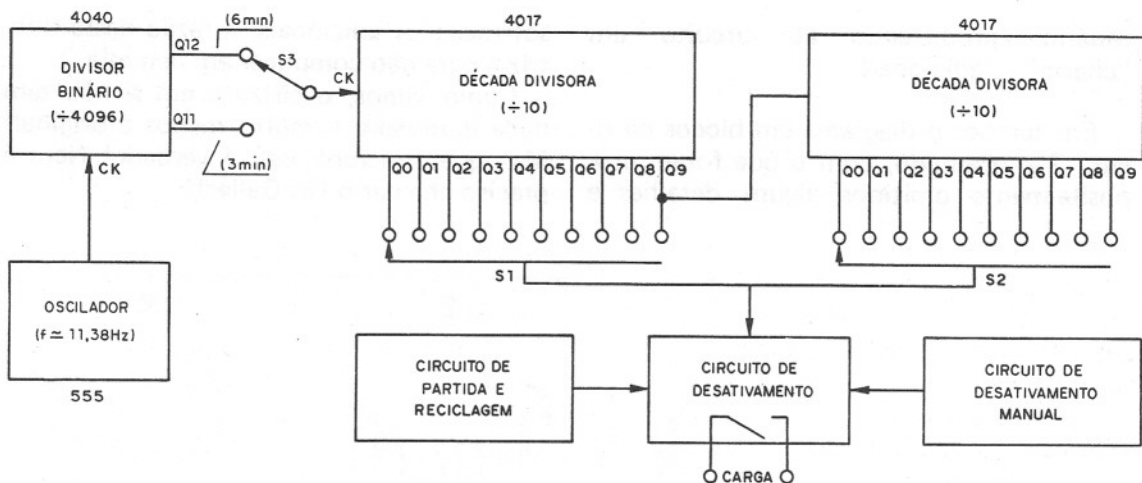 4040
(6min)
4017
4017
Q12
S3
CK
DIVISOR
BINÁRIO
(÷4 096)
DÉCADA DIVISORA
(÷10)
DÉCADA DIVISORA
(÷10)
Q11
(3min)
CK
Q0 Q1 Q2 Q3 Q4 Q5 Q6 Q7 Q8 Q9
Q0 Q1 Q2 Q3 Q4 Q5 Q6 Q7 Q8 Q9
S1
S2
OSCILADOR
(f ≃ 11,38Hz)
555
CIRCUITO DE
PARTIDA E
RECICLAGEM
CIRCUITO DE
DESATIVAMENTO
CIRCUITO DE
DESATIVAMENTO
MANUAL
CARGA